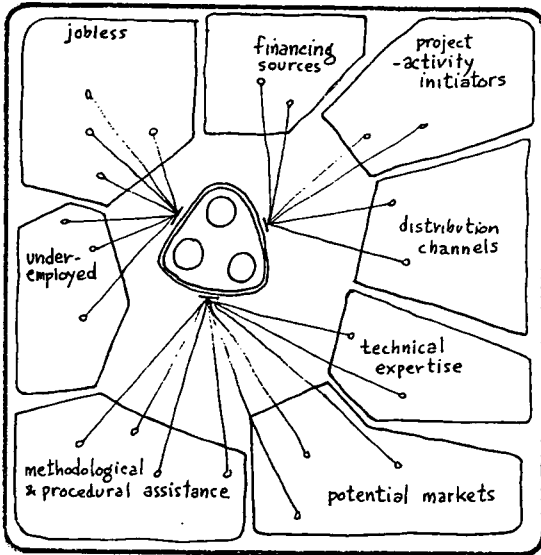 jobless
financing
sources
project
-activity
initiators
under-
employed
distribution
channels
technical
expertise
methodological
& procedural assistance
potential markets